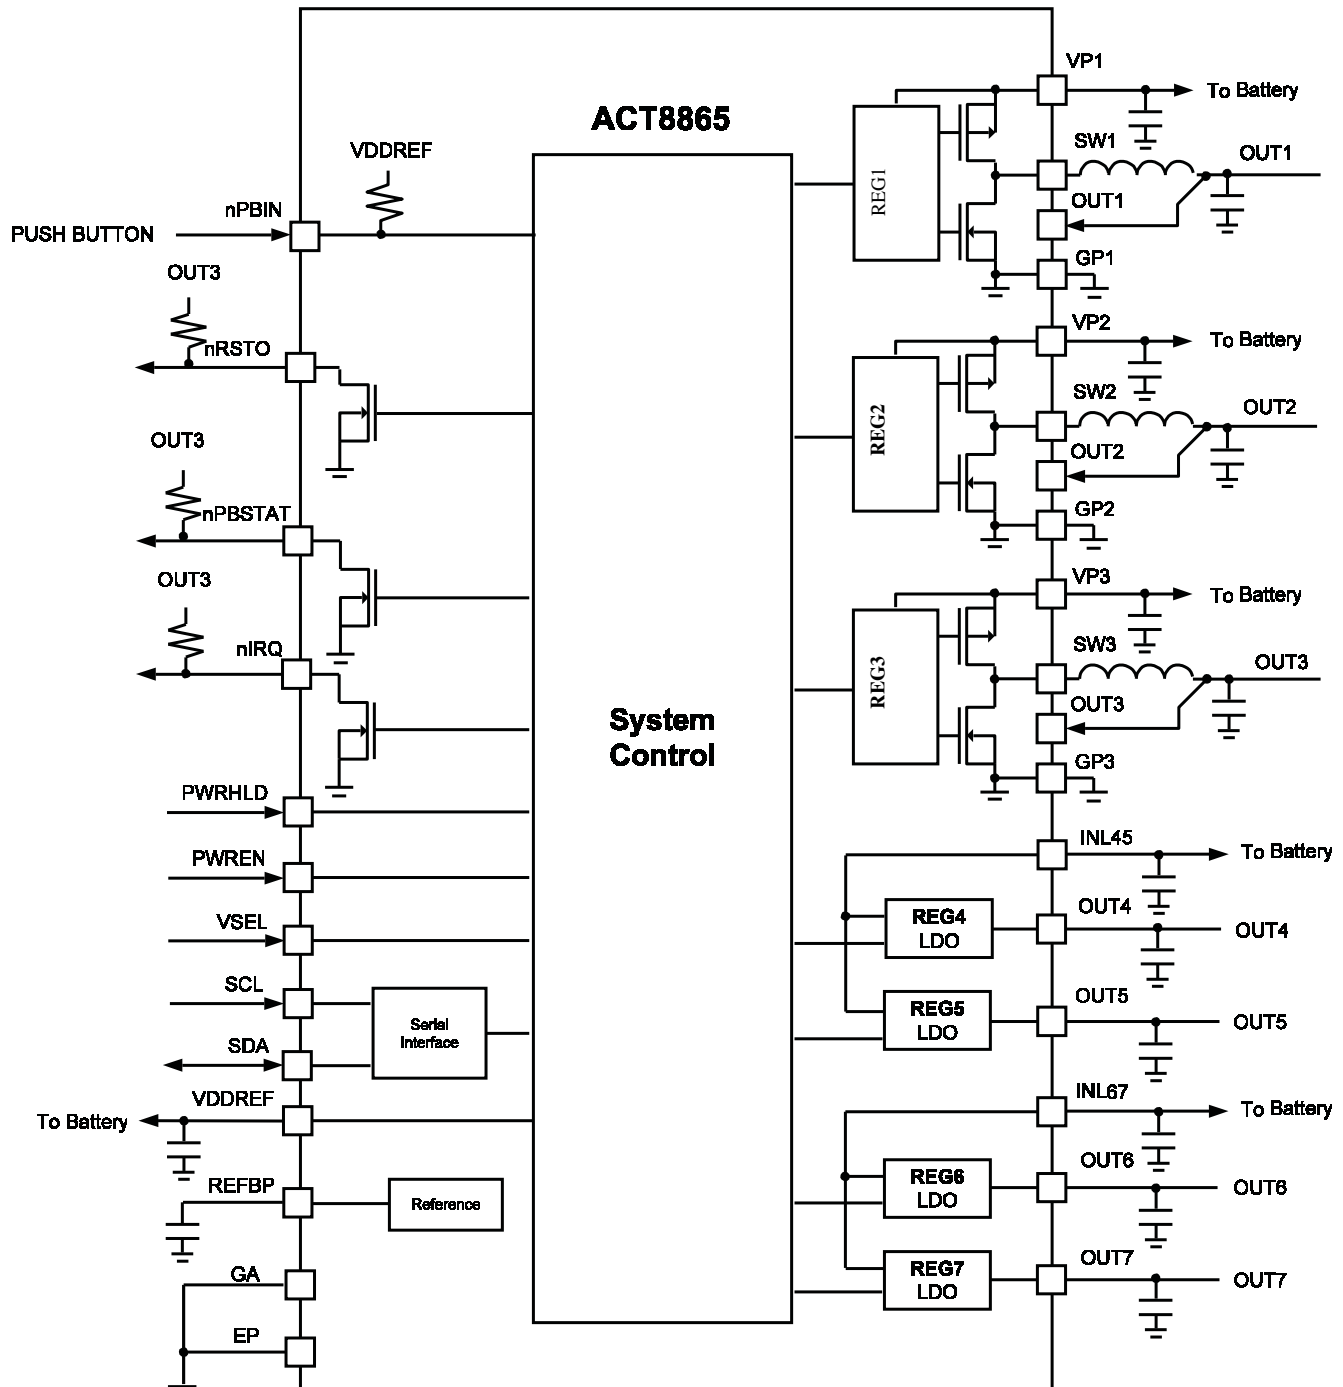 ACT8865
VDDREF
nPBIN
PUSH BUTTON
OUT3
nRSTO
OUT3
nPBSTAT
OUT3
nIRQ
PWRHLD
PWREN
VSEL
SCL
SDA
Serial
Interface
VDDREF
To Battery
REFBP
Reference
GA
EP
System
Control
VP1
To Battery
REG1
SW1
OUT1
OUT1
GP1
VP2
To Battery
REG2
SW2
OUT2
OUT2
GP2
VP3
To Battery
REG3
SW3
OUT3
OUT3
GP3
INL45
To Battery
REG4
LDO
OUT4
OUT4
REG5
LDO
OUT5
OUT5
INL67
To Battery
REG6
LDO
OUT6
OUT6
REG7
LDO
OUT7
OUT7